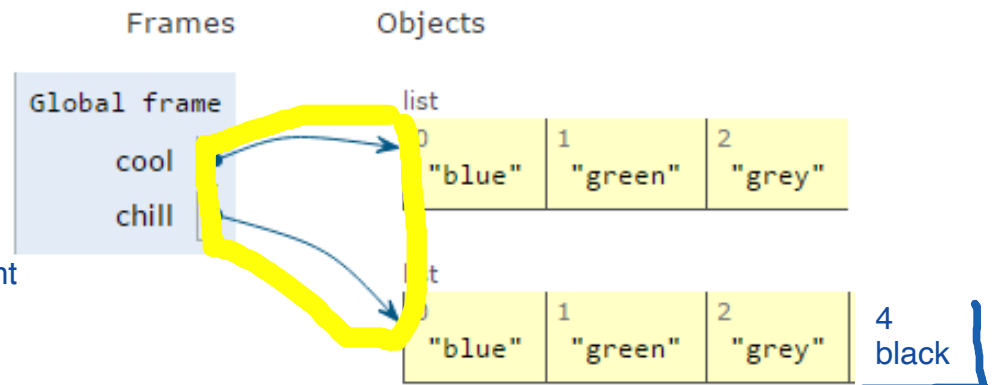 Frames Objects
Global frame
list
cool
0 1 2
"blue" "green" "grey"
chill
list
0 1 2
"blue" "green" "grey"
4
black